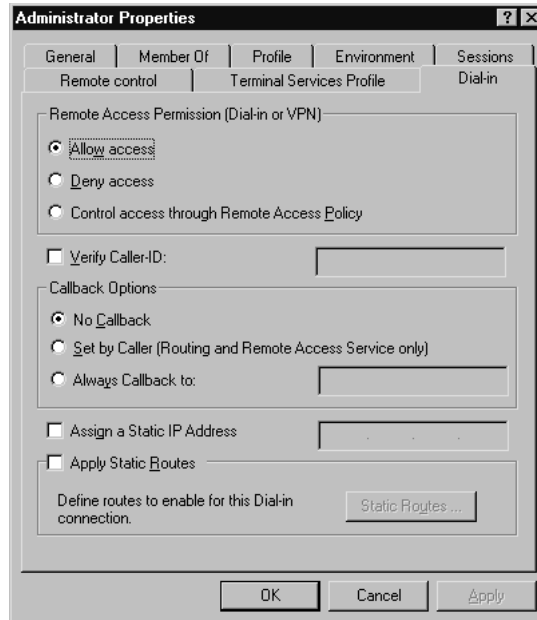 Administrator Properties
General Member Of Profile Environment Sessions
Remote control Terminal Services Profile Dial-in
Remote Access Permission (Dial-in or VPN)
Allow access
Deny access
Control access through Remote Access Policy
Verify Caller-ID:
Callback Options
No Callback
Set by Caller (Routing and Remote Access Service only)
Always Callback to:
Assign a Static IP Address
Apply Static Routes
Define routes to enable for this Dial-in
connection.
Static Routes ...
OK Cancel Apply